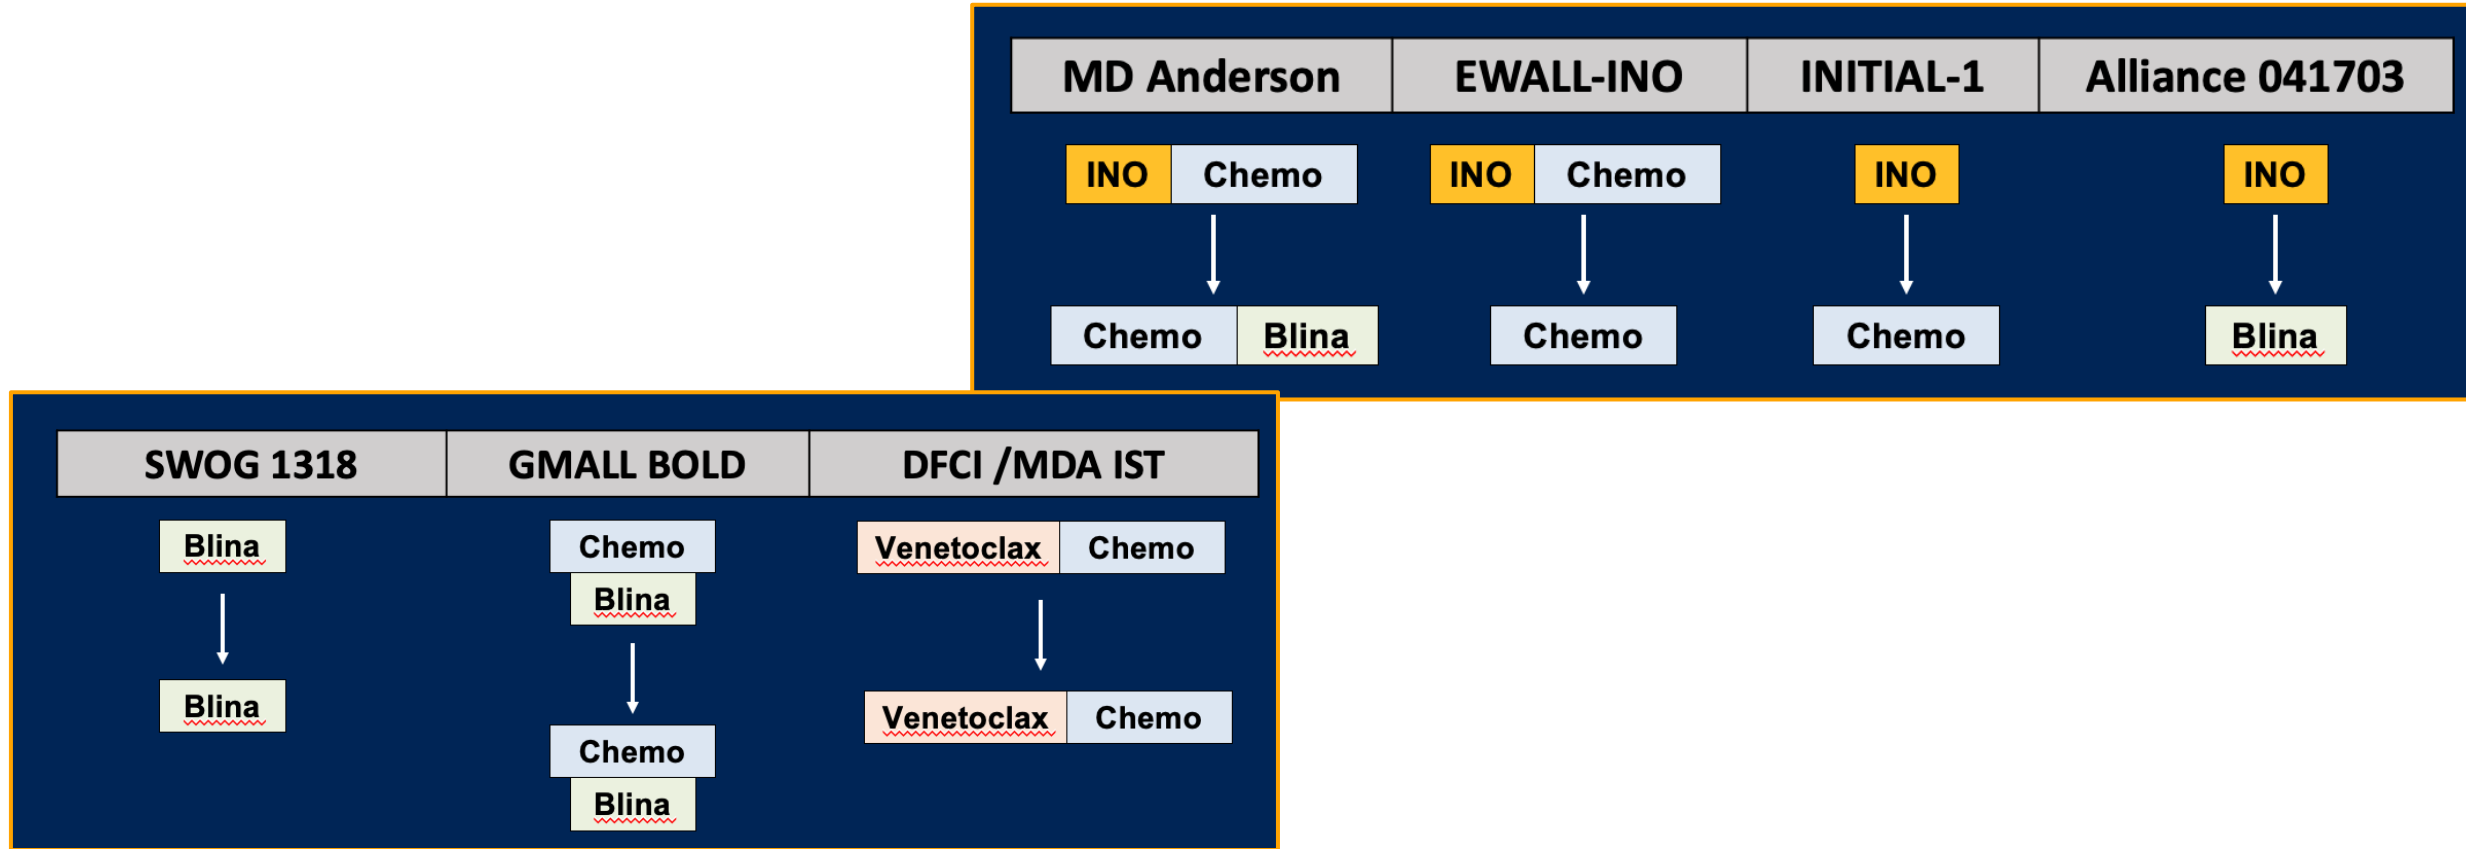 MD Anderson EWALL-INO INITIAL-1 Alliance 041703
INO Chemo INO Chemo INO INO
Chemo Blina Chemo Chemo Blina
SWOG 1318 GMALL BOLD DFCI /MDA IST
Blina Chemo Venetoclax Chemo
Blina
Blina Venetoclax Chemo
Chemo
Blina